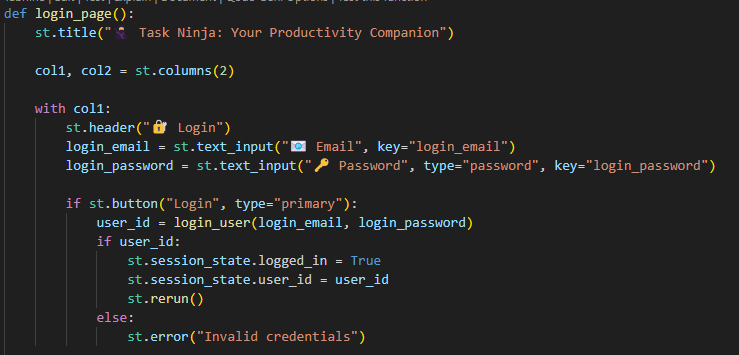 def login_page():
    st.title("🥷 Task Ninja: Your Productivity Companion")
    col1, col2 = st.columns(2)
    with col1:
        st.header("🔐 Login")
        login_email = st.text_input("📧 Email", key="login_email")
        login_password = st.text_input("🔑 Password", type="password", key="login_password")
        if st.button("Login", type="primary"):
            user_id = login_user(login_email, login_password)
            if user_id:
                st.session_state.logged_in = True
                st.session_state.user_id = user_id
                st.rerun()
            else:
                st.error("Invalid credentials")